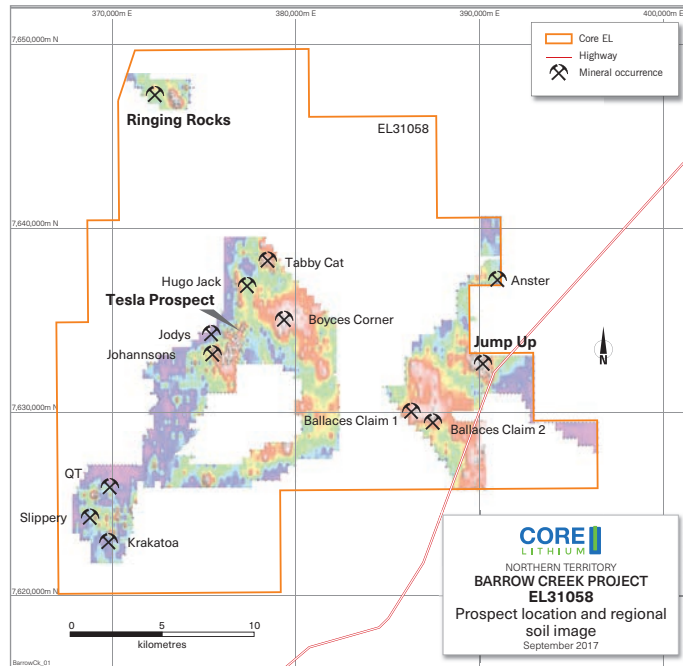 370,000m E
380,000m E
390,000m E
400,000m E
7,650,000m N
Core EL
Highway
Mineral occurrence
Ringing Rocks
EL31058
7,640,000m N
Tabby Cat
Hugo Jack
Anster
Tesla Prospect
Boyces Corner
Jodys
Jump Up
Johannsons
N
7,630,000m N
Ballaces Claim 1
Ballaces Claim 2
QT
Slippery
Krakatoa
7,620,000m N
0 5 10
kilometres
CORE
LITHIUM
NORTHERN TERRITORY
BARROW CREEK PROJECT
EL31058
Prospect location and regional
soil image
September 2017
BarrowCk_01